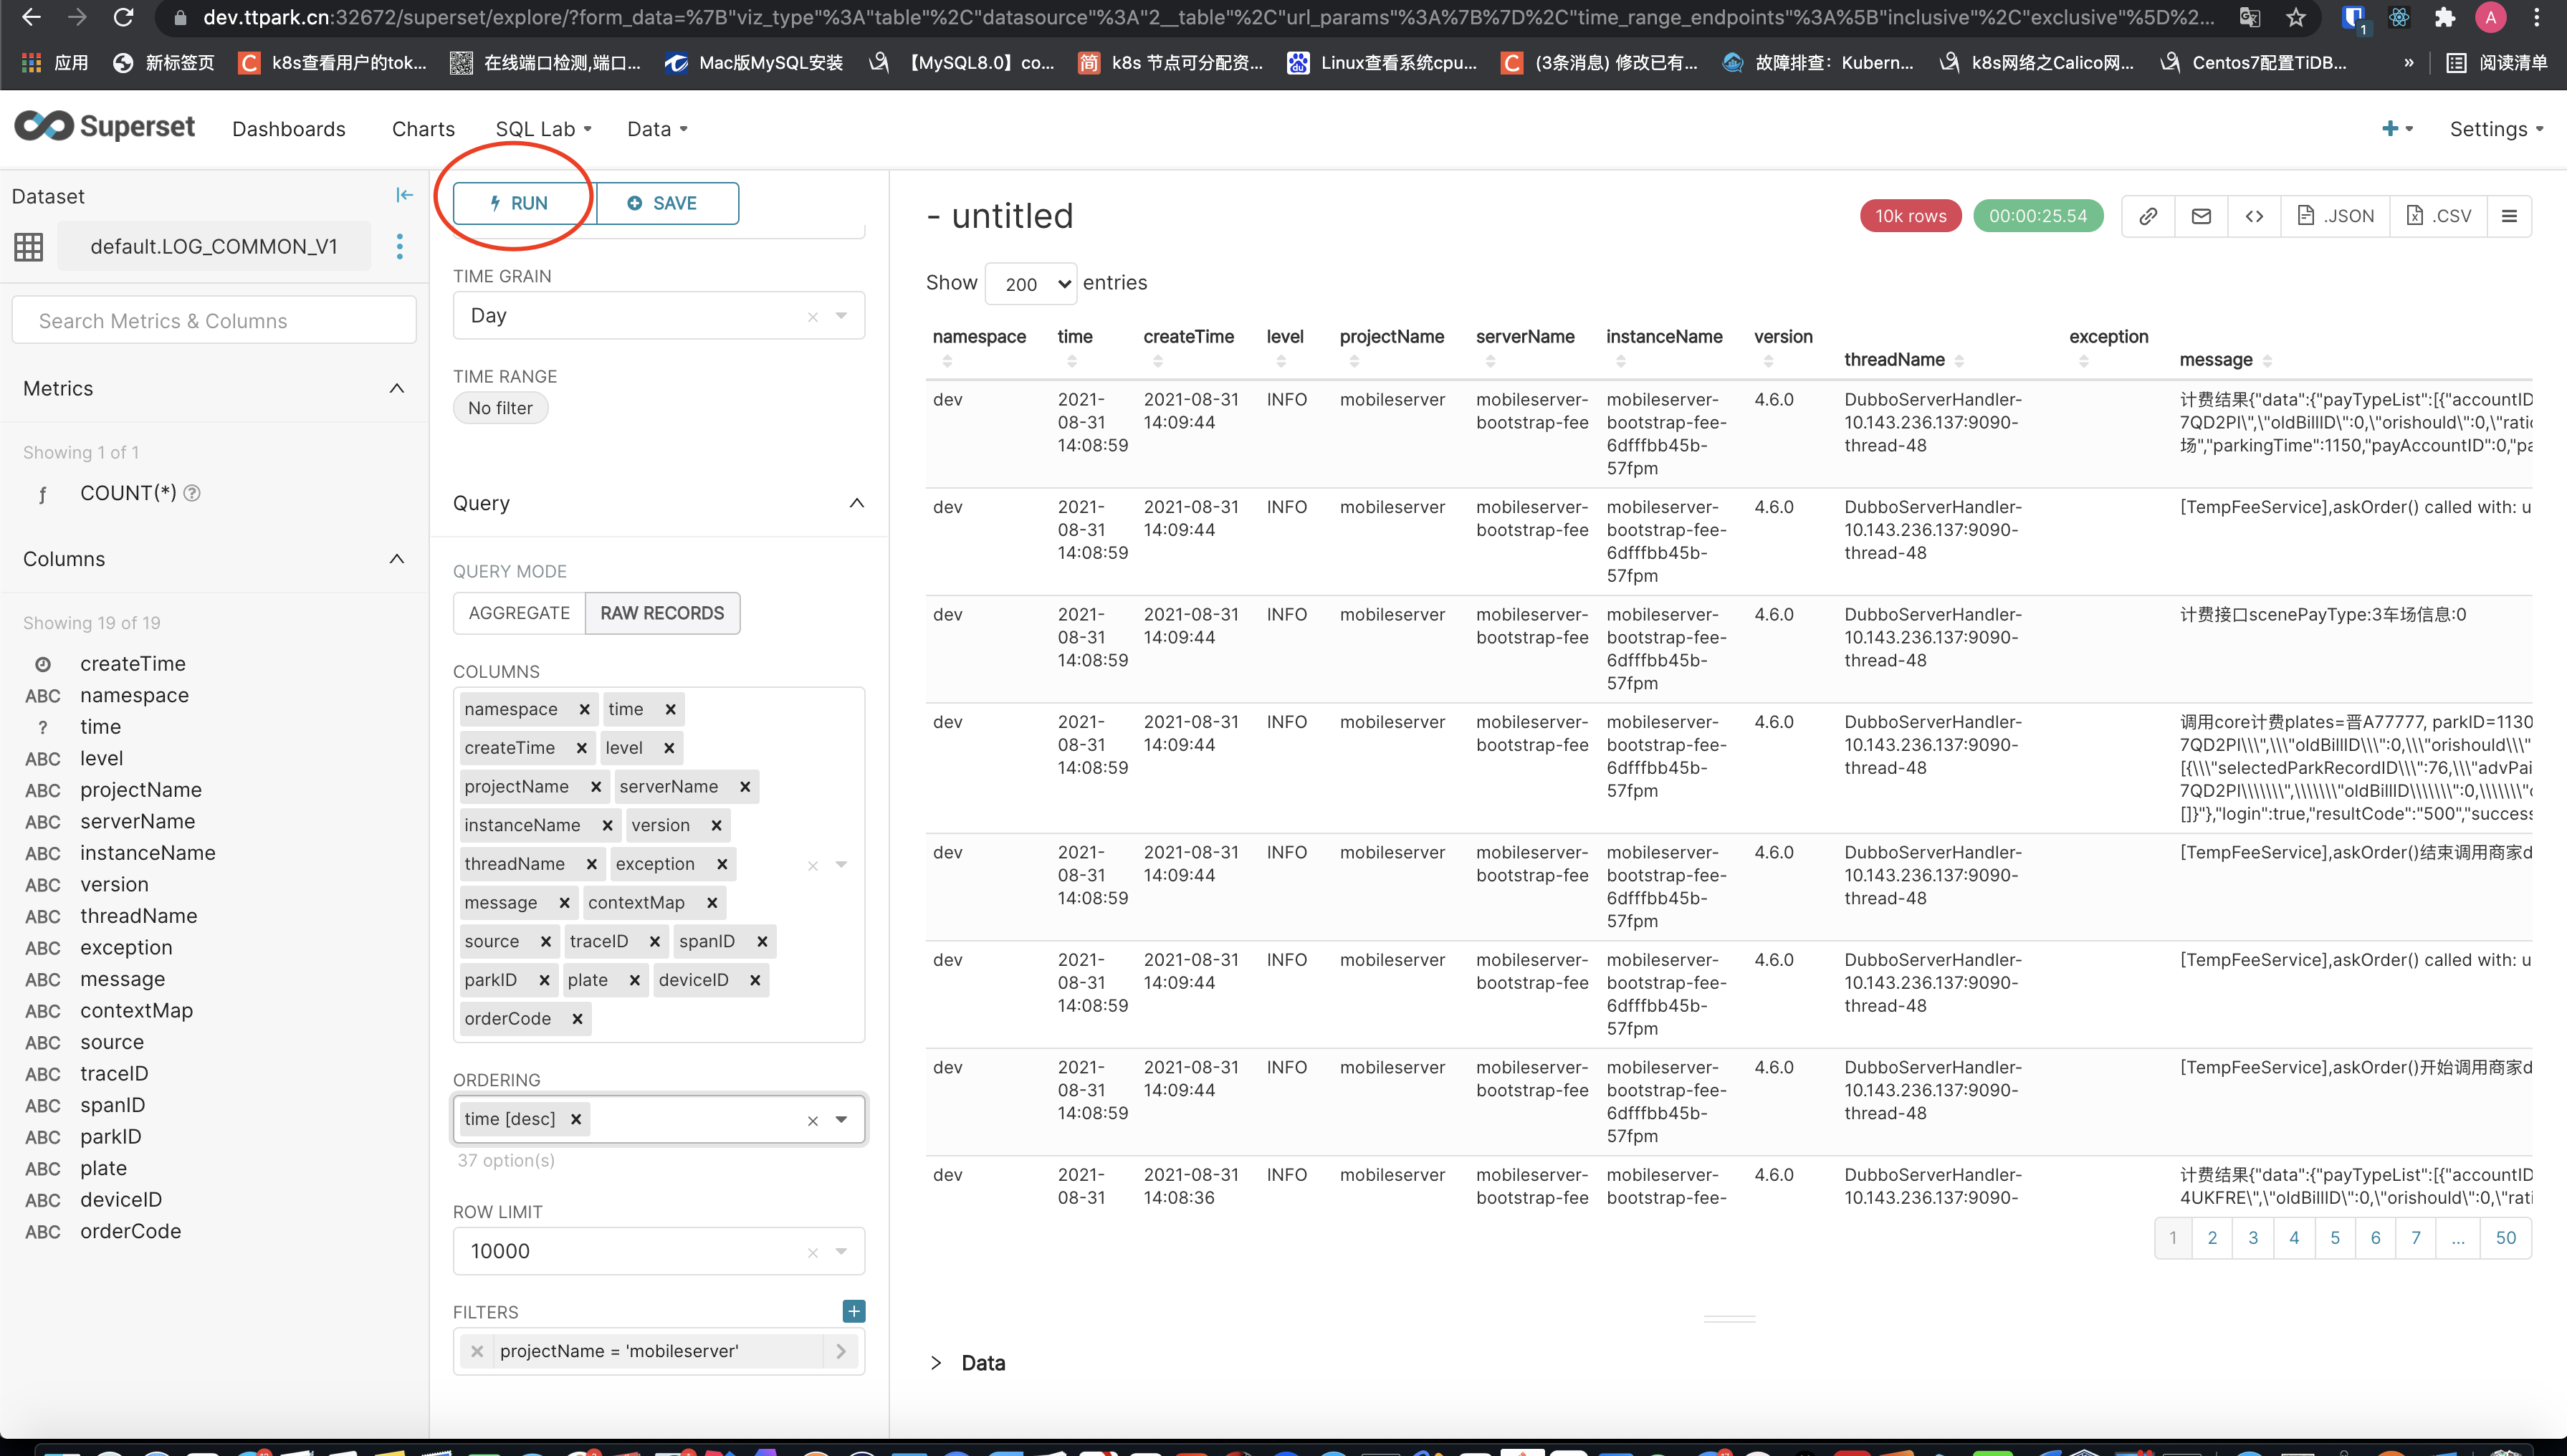 dev.ttpark.cn:32672/superset/explore/?form_data=%7B"viz_type"%3A"table"%2C"datasource"%3A"2__table"%2C"url_params"%3A%7B%7D%2C"time_range_endpoints"%3A%5B"inclusive"%2C"exclusive"%5D%2...
A
1
应用
新标签页
k8s查看用户的tok...
在线端口检测,端口...
Mac版MySQL安装
【MySQL8.0】co...
k8s 节点可分配资...
Linux查看系统cpu...
(3条消息) 修改已有...
故障排查：Kubern...
k8s网络之Calico网...
Centos7配置TiDB...
»
阅读清单
Superset
Dashboards
Charts
SQL Lab
Data
Settings
Dataset
default.LOG_COMMON_V1
Search Metrics & Columns
Metrics
Showing 1 of 1
ƒ COUNT(*)
Columns
Showing 19 of 19
createTime
ABC namespace
? time
ABC level
ABC projectName
ABC serverName
ABC instanceName
ABC version
ABC threadName
ABC exception
ABC message
ABC contextMap
ABC source
ABC traceID
ABC spanID
ABC parkID
ABC plate
ABC deviceID
ABC orderCode
RUN
SAVE
TIME GRAIN
Day
TIME RANGE
No filter
Query
QUERY MODE
AGGREGATE RAW RECORDS
COLUMNS
namespace × time ×
createTime × level ×
projectName × serverName ×
instanceName × version ×
threadName × exception ×
message × contextMap ×
source × traceID × spanID ×
parkID × plate × deviceID ×
orderCode ×
ORDERING
time [desc] ×
37 option(s)
ROW LIMIT
10000
FILTERS
projectName = 'mobileserver'
- untitled
10k rows
00:00:25.54
.JSON
.CSV
Show 200 entries
namespace time createTime level projectName serverName instanceName version threadName exception message
dev
2021-
08-31
14:08:59
2021-08-31
14:09:44
INFO
mobileserver
mobileserver-
bootstrap-fee
mobileserver-
bootstrap-fee-
6dfffbb45b-
57fpm
4.6.0
DubboServerHandler-
10.143.236.137:9090-
thread-48
计费结果{"data":{"payTypeList":[{"accountID
7QD2PI\",\"oldBillID\":0,\"orishould\":0,\"ratio
场","parkingTime":1150,"payAccountID":0,"pa
dev
2021-
08-31
14:08:59
2021-08-31
14:09:44
INFO
mobileserver
mobileserver-
bootstrap-fee
mobileserver-
bootstrap-fee-
6dfffbb45b-
57fpm
4.6.0
DubboServerHandler-
10.143.236.137:9090-
thread-48
[TempFeeService],askOrder() called with: u
dev
2021-
08-31
14:08:59
2021-08-31
14:09:44
INFO
mobileserver
mobileserver-
bootstrap-fee
mobileserver-
bootstrap-fee-
6dfffbb45b-
57fpm
4.6.0
DubboServerHandler-
10.143.236.137:9090-
thread-48
计费接口scenePayType:3车场信息:0
dev
2021-
08-31
14:08:59
2021-08-31
14:09:44
INFO
mobileserver
mobileserver-
bootstrap-fee
mobileserver-
bootstrap-fee-
6dfffbb45b-
57fpm
4.6.0
DubboServerHandler-
10.143.236.137:9090-
thread-48
调用core计费plates=晋A77777, parkID=1130
7QD2PI\\\",\\\"oldBillID\\\":0,\\\"orishould\\\"
[{\\\"selectedParkRecordID\\\":76,\\\"advPai
7QD2PI\\\\\\\",\\\\\\\"oldBillID\\\\\\\":0,\\\\\\\"o
[]}"},"login":true,"resultCode":"500","success
dev
2021-
08-31
14:08:59
2021-08-31
14:09:44
INFO
mobileserver
mobileserver-
bootstrap-fee
mobileserver-
bootstrap-fee-
6dfffbb45b-
57fpm
4.6.0
DubboServerHandler-
10.143.236.137:9090-
thread-48
[TempFeeService],askOrder()结束调用商家d
dev
2021-
08-31
14:08:59
2021-08-31
14:09:44
INFO
mobileserver
mobileserver-
bootstrap-fee
mobileserver-
bootstrap-fee-
6dfffbb45b-
57fpm
4.6.0
DubboServerHandler-
10.143.236.137:9090-
thread-48
[TempFeeService],askOrder() called with: u
dev
2021-
08-31
14:08:59
2021-08-31
14:09:44
INFO
mobileserver
mobileserver-
bootstrap-fee
mobileserver-
bootstrap-fee-
6dfffbb45b-
57fpm
4.6.0
DubboServerHandler-
10.143.236.137:9090-
thread-48
[TempFeeService],askOrder()开始调用商家d
dev
2021-
08-31
2021-08-31
14:08:36
INFO
mobileserver
mobileserver-
bootstrap-fee
mobileserver-
bootstrap-fee-
4.6.0
DubboServerHandler-
10.143.236.137:9090-
计费结果{"data":{"payTypeList":[{"accountID
4UKFRE\",\"oldBillID\":0,\"orishould\":0,\"rati
1 2 3 4 5 6 7 ... 50
Data